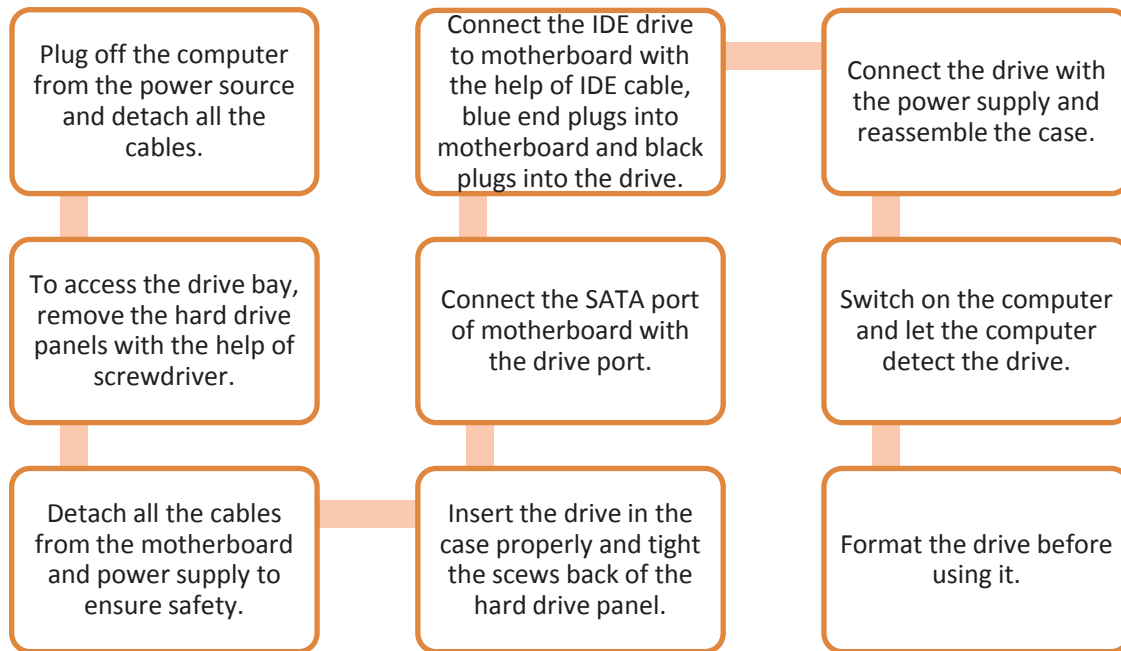 Plug off the computer
from the power source
and detach all the
cables.
To access the drive bay,
remove the hard drive
panels with the help of
screwdriver.
Detach all the cables
from the motherboard
and power supply to
ensure safety.
Insert the drive in the
case properly and tight
the scews back of the
hard drive panel.
Connect the SATA port
of motherboard with
the drive port.
Connect the IDE drive
to motherboard with
the help of IDE cable,
blue end plugs into
motherboard and black
plugs into the drive.
Connect the drive with
the power supply and
reassemble the case.
Switch on the computer
and let the computer
detect the drive.
Format the drive before
using it.